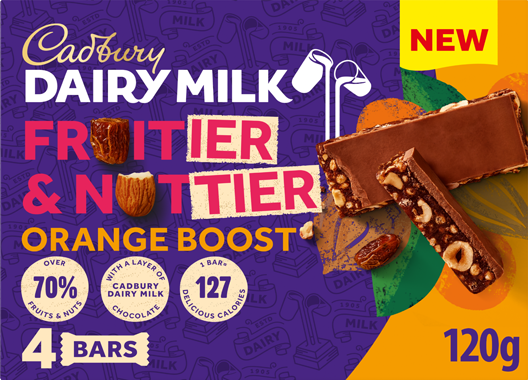 Cadbury
DAIRY MILK
NEW
FRUITIER
& NUTTIER
ORANGE BOOST
OVER
70%
FRUITS & NUTS
WITH A LAYER OF
CADBURY
DAIRY MILK
CHOCOLATE
1 BAR=
127
DELICIOUS CALORIES
4 BARS
120g